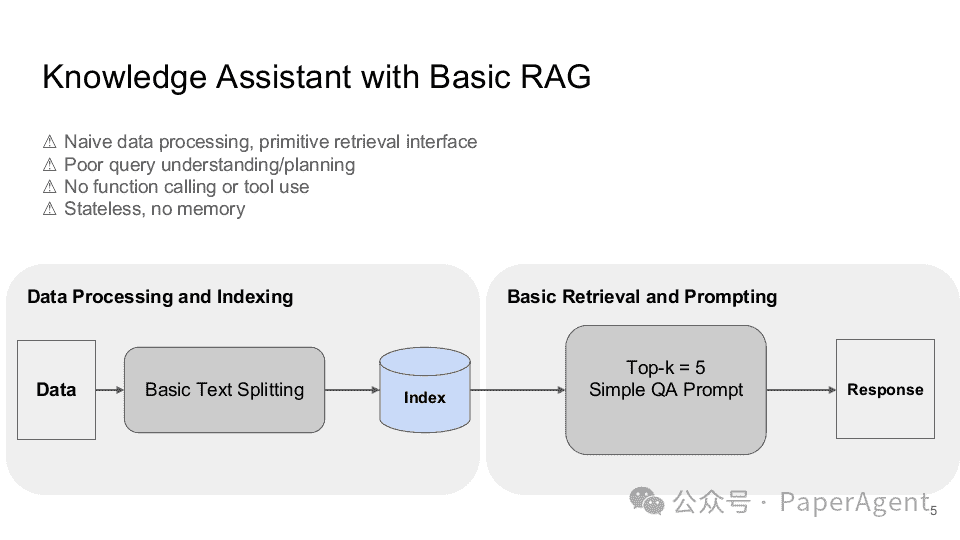 Knowledge Assistant with Basic RAG
⚠ Naive data processing, primitive retrieval interface
⚠ Poor query understanding/planning
⚠ No function calling or tool use
⚠ Stateless, no memory
Data Processing and Indexing
Data
Basic Text Splitting
Index
Basic Retrieval and Prompting
Top-k = 5
Simple QA Prompt
Response
公众号 · PaperAgent
5